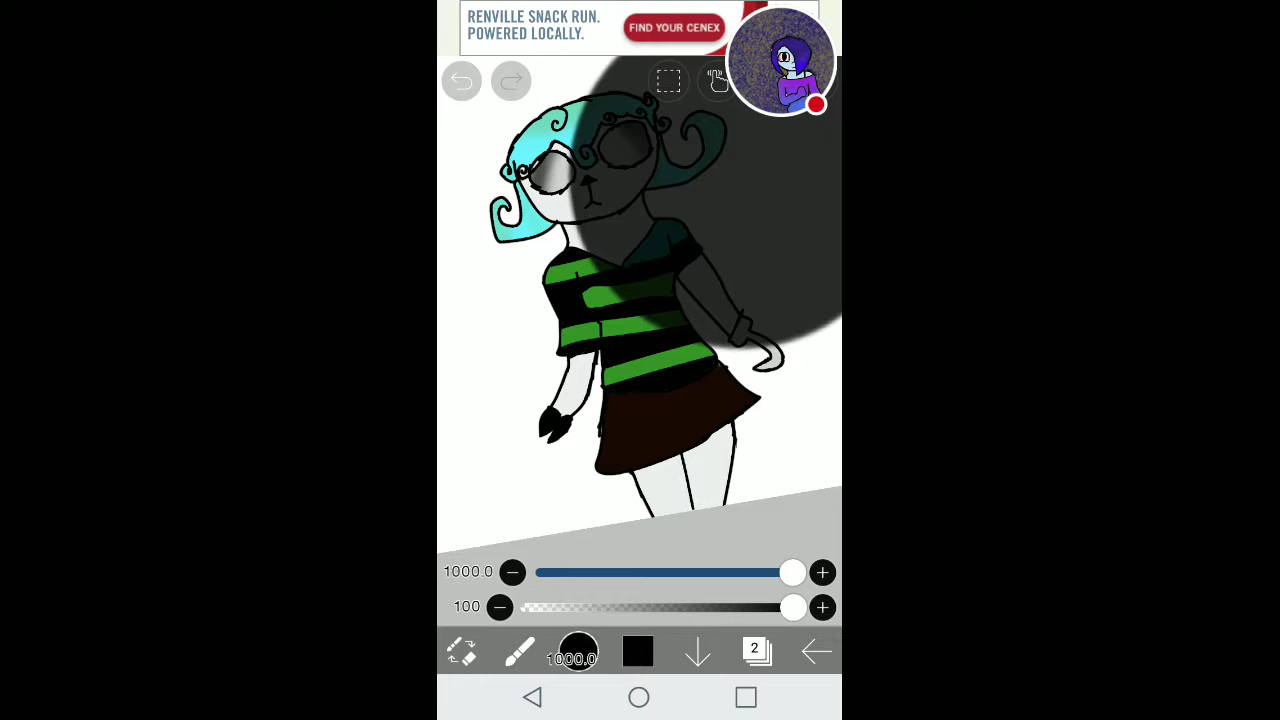 RENVILLE SNACK RUN.
POWERED LOCALLY.
FIND YOUR CENEX
1000.0
100
1000.0
2